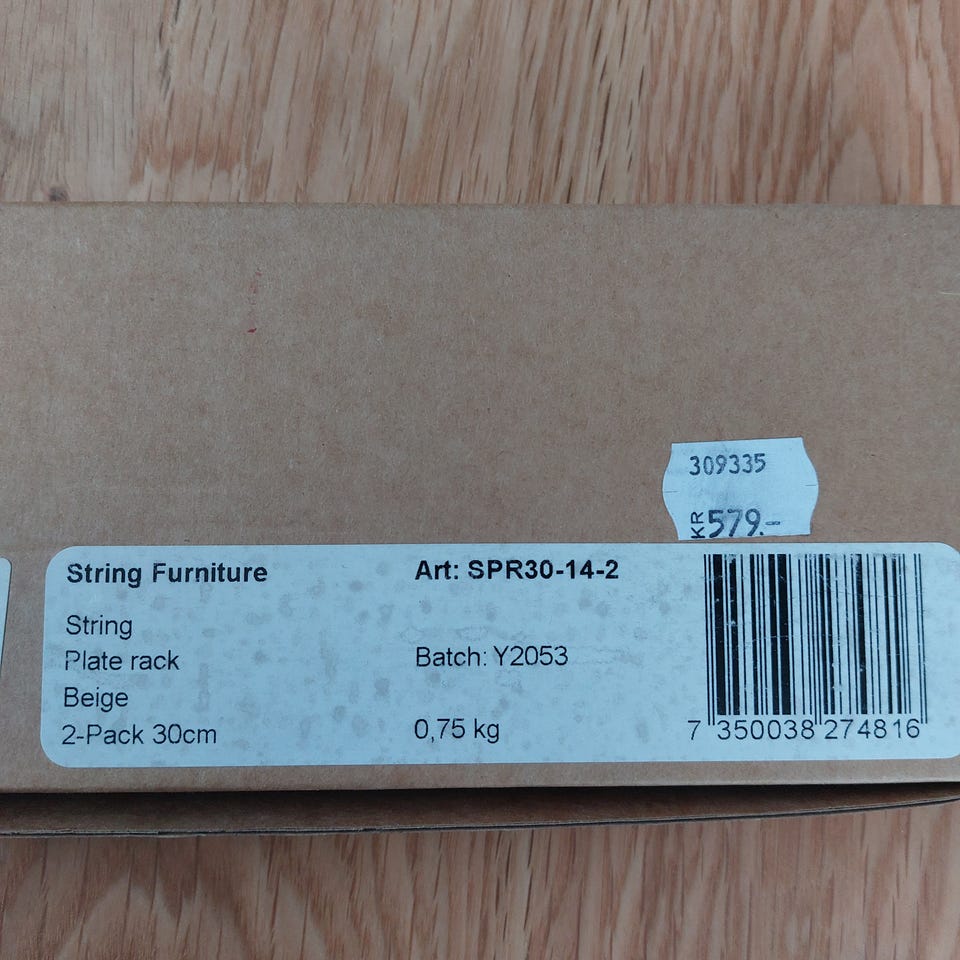 309335
KR 579.-
String Furniture
Art: SPR30-14-2
String
Plate rack
Batch: Y2053
Beige
2-Pack 30cm
0,75 kg
7 350038 274816